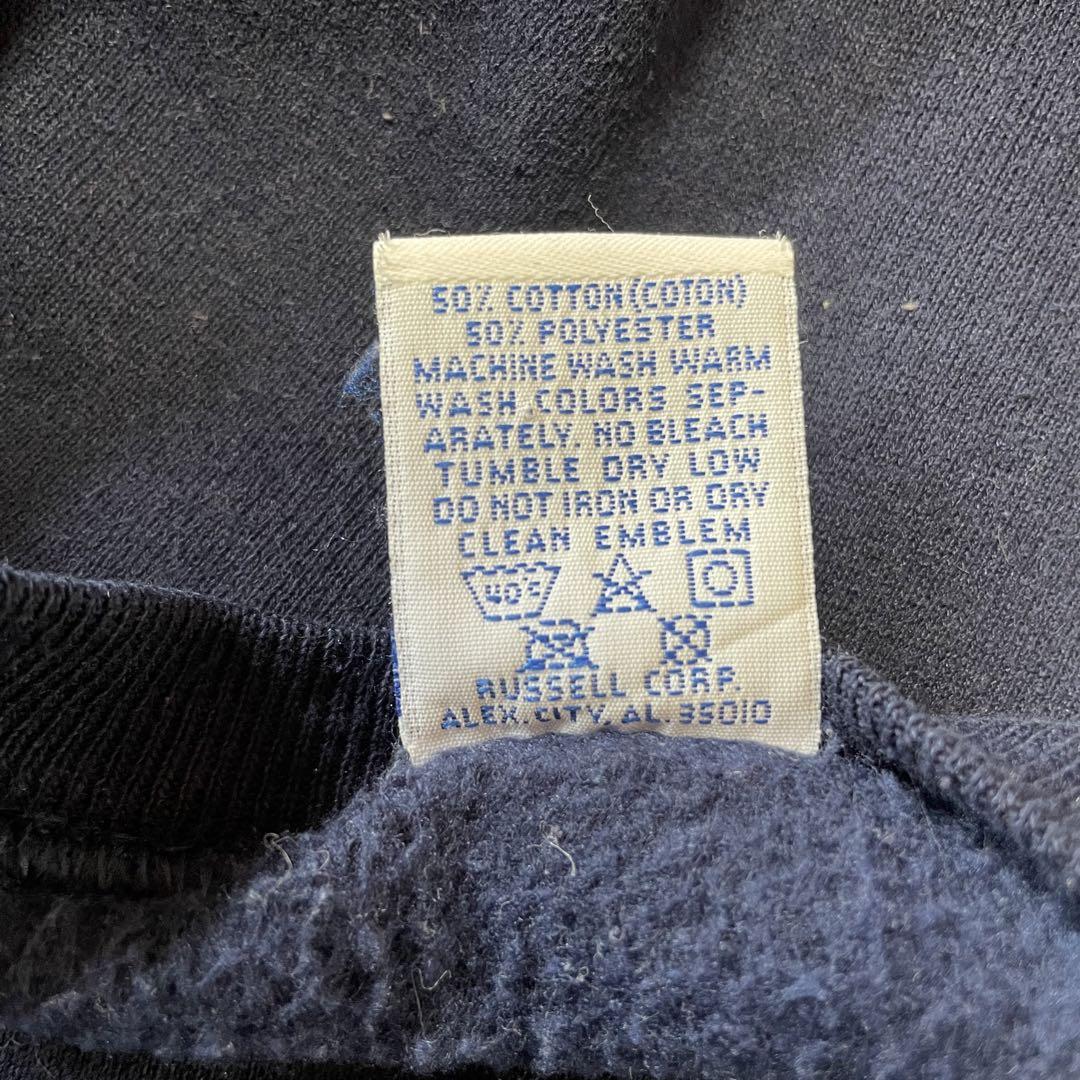 50% COTTON (COTON)
50% POLYESTER
MACHINE WASH WARM
WASH COLORS SEP-
ARATELY. NO BLEACH
TUMBLE DRY LOW
DO NOT IRON OR DRY
CLEAN EMBLEM
40°C
RUSSELL CORP.
ALEX. CITY, AL. 35010